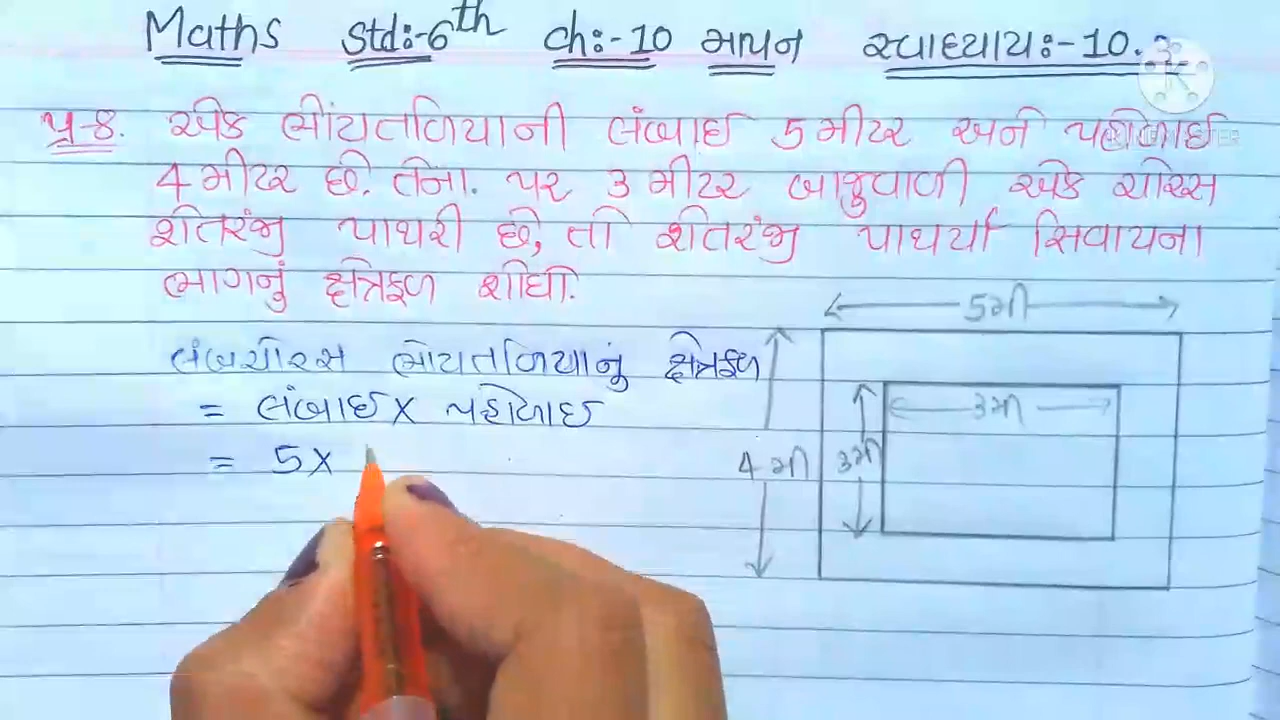 Maths std:-6th ch:-10 માપન સ્વાધ્યાય:-10.3
પ્ર-8. એક ભોંયતળિયાની લંબાઈ 5 મીટર અને પહોળાઈ
4 મીટર છે. તેના. પર 3 મીટર બાજુવાળી એક ચોરસ
શેતરંજી પાથરી છે, તો શેતરંજી પાથર્યા સિવાયના
ભાગનું ક્ષેત્રફળ શોધો.
5મી
લંબચોરસ ભોંયતળિયાનું ક્ષેત્રફળ
= લંબાઈ X પહોળાઈ
3મી
4 મી 3મી
= 5 X